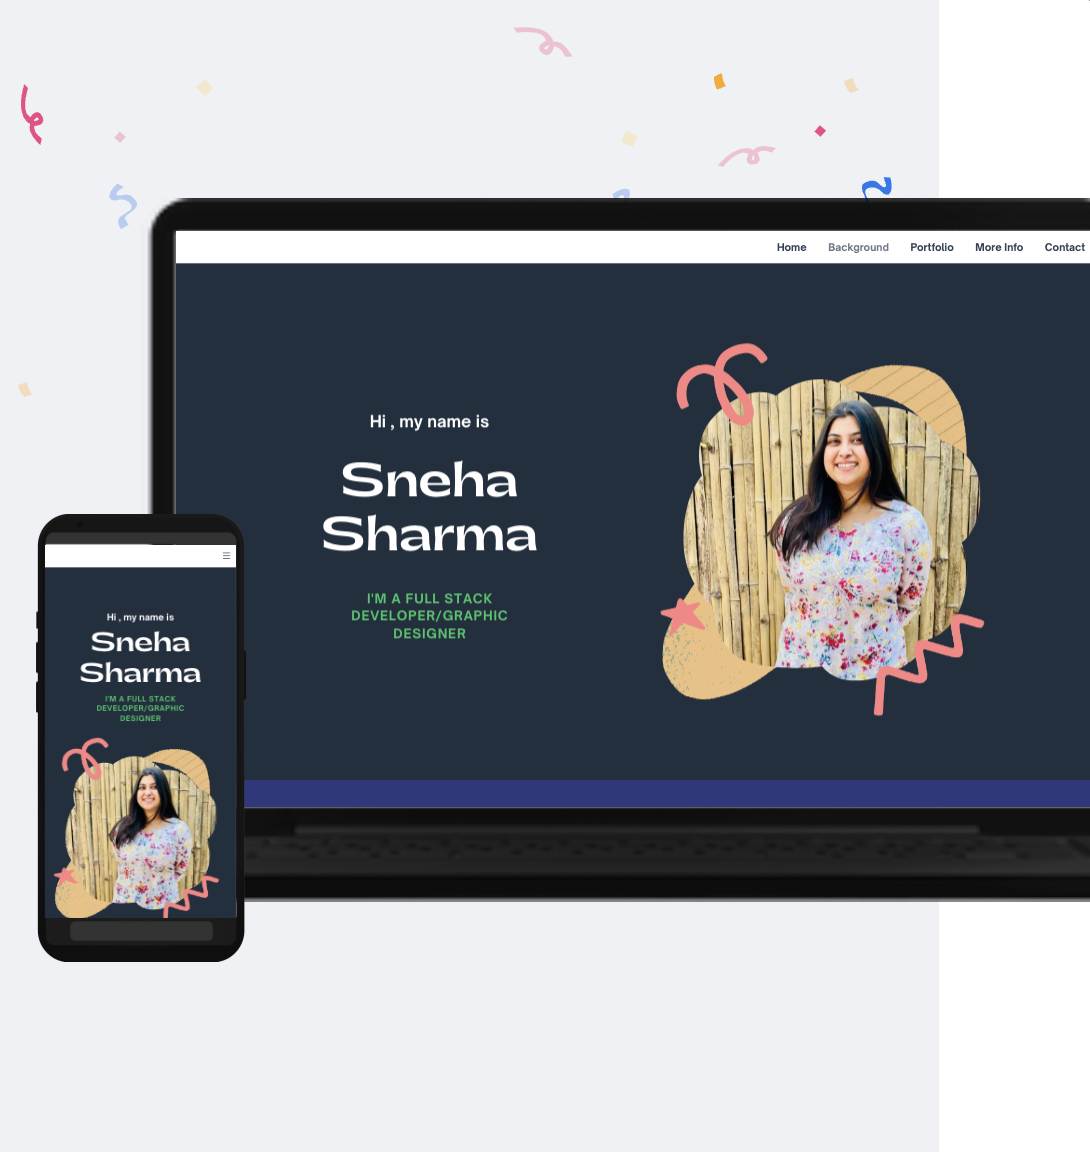 Home Background Portfolio More Info Contact
Hi , my name is
Sneha
Sharma
I'M A FULL STACK
DEVELOPER/GRAPHIC
DESIGNER
Hi , my name is
Sneha
Sharma
I'M A FULL STACK
DEVELOPER/GRAPHIC
DESIGNER